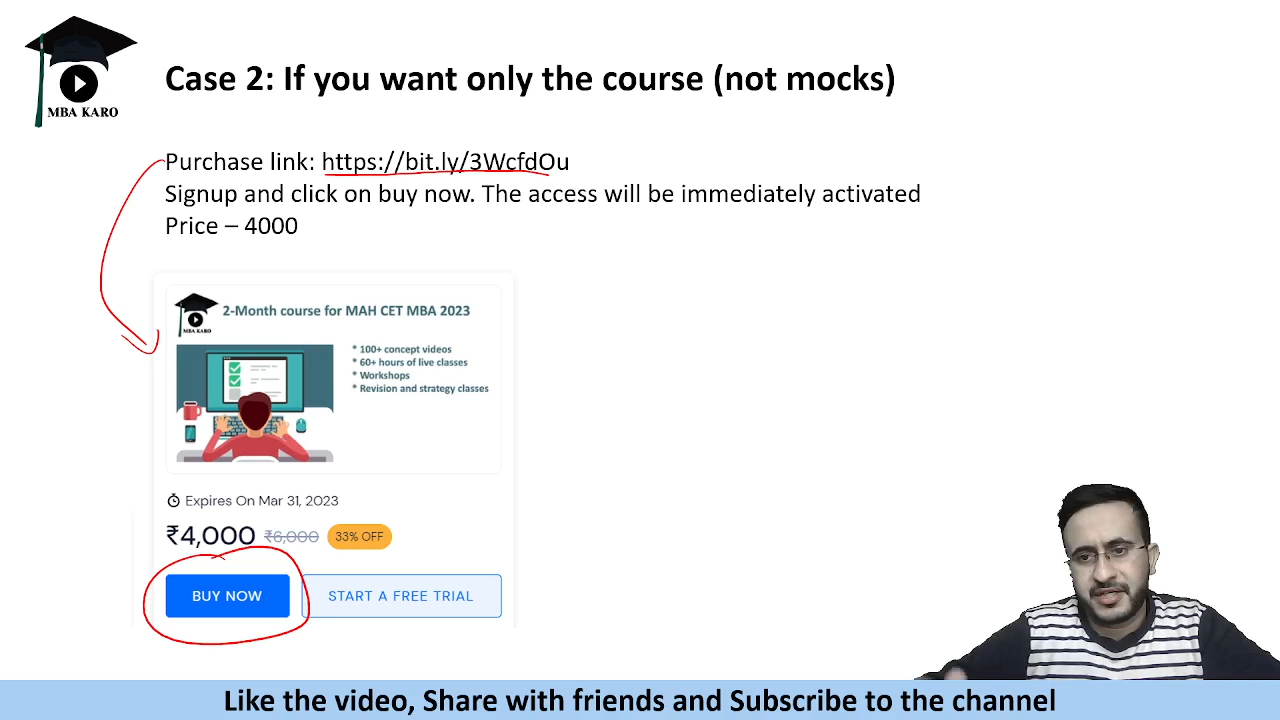 MBA KARO
Case 2: If you want only the course (not mocks)
Purchase link: https://bit.ly/3WcfdOu
Signup and click on buy now. The access will be immediately activated
Price – 4000
MBA KARO
2-Month course for MAH CET MBA 2023
* 100+ concept videos
* 60+ hours of live classes
* Workshops
* Revision and strategy classes
Expires On Mar 31, 2023
₹4,000 ₹6,000 33% OFF
BUY NOW START A FREE TRIAL
Like the video, Share with friends and Subscribe to the channel